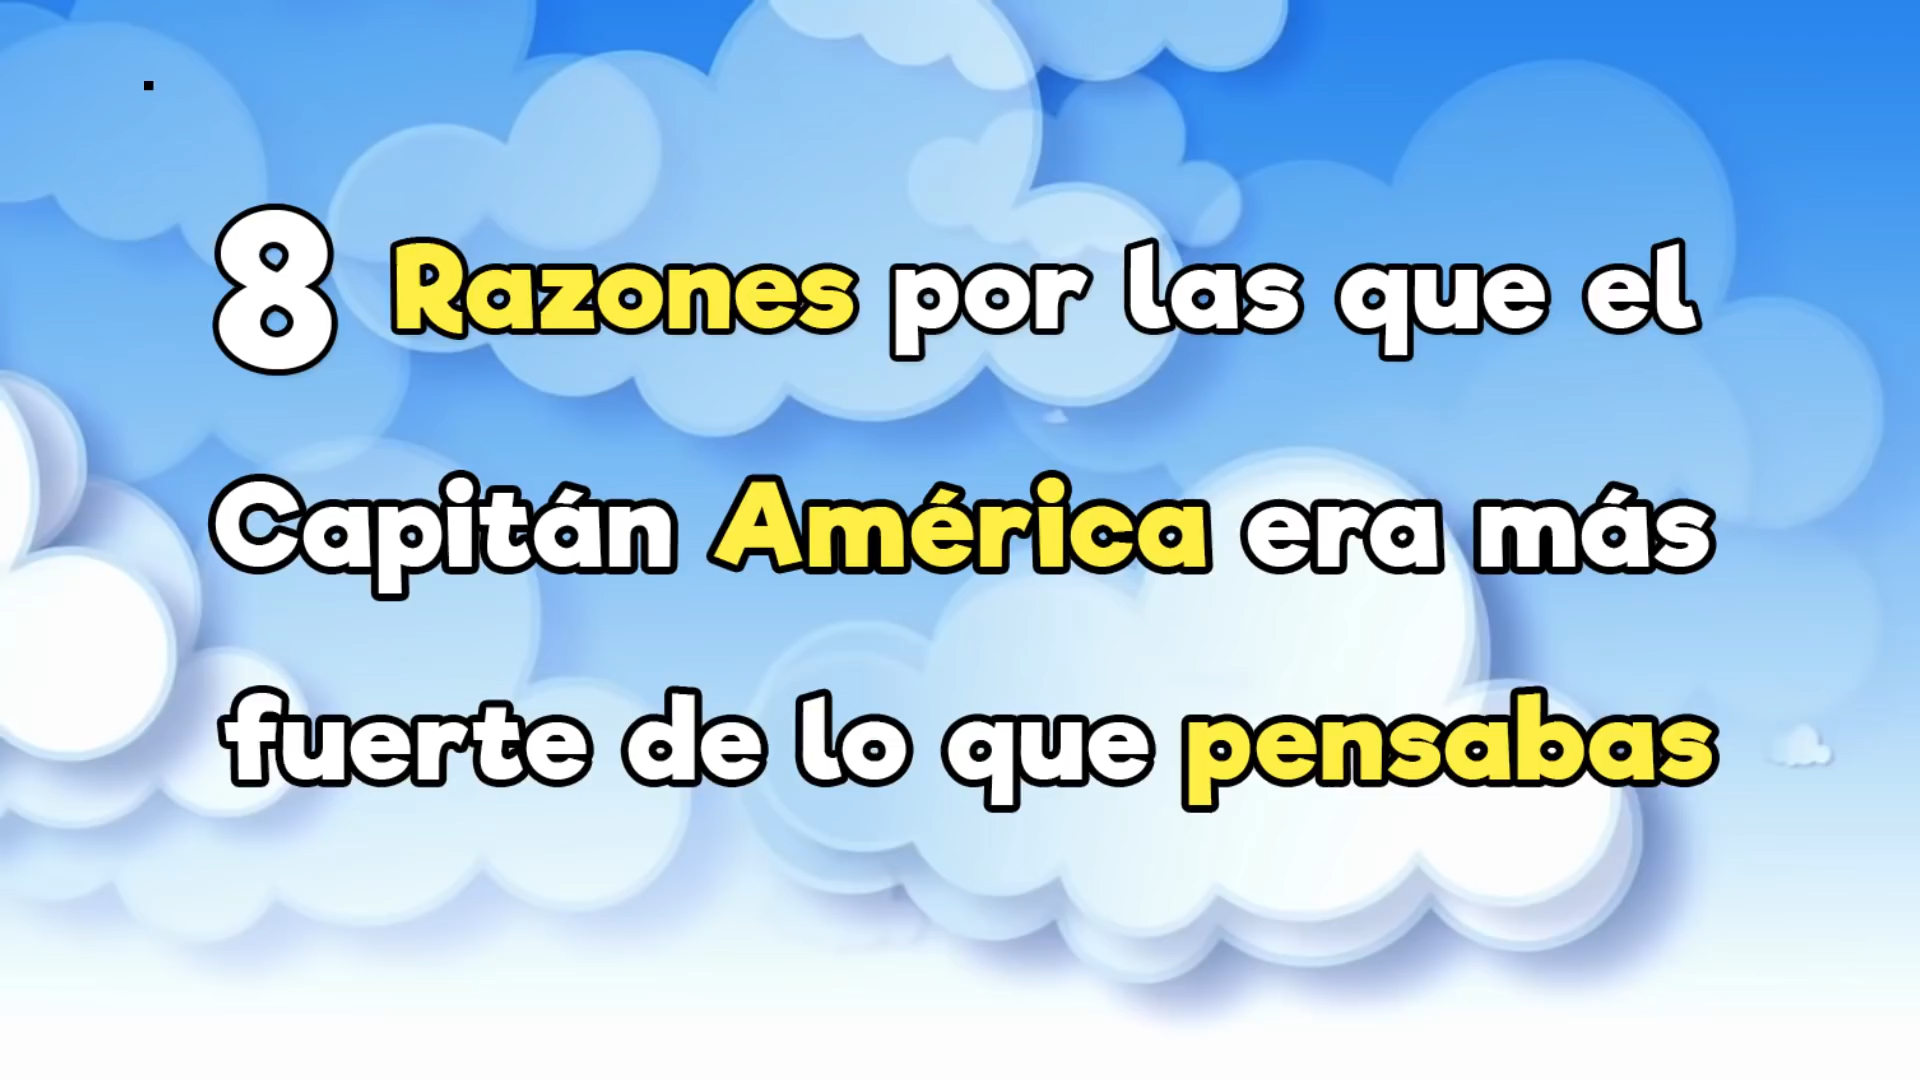 8 Razones por las que el
Capitán América era más
fuerte de lo que pensabas